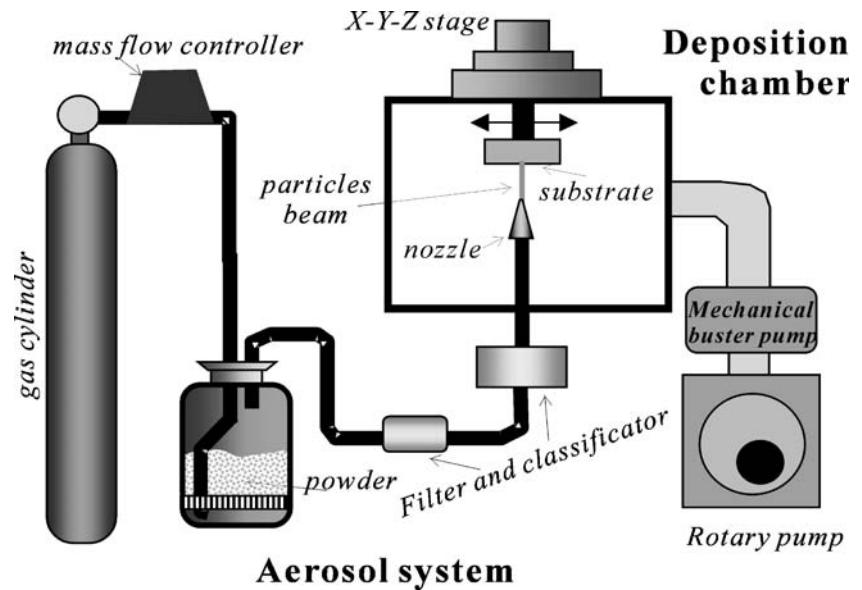 X-Y-Z stage
mass flow controller
Deposition
chamber
particles
beam
substrate
nozzle
gas cylinder
Mechanical
buster pump
powder
Filter and classificator
Rotary pump
Aerosol system